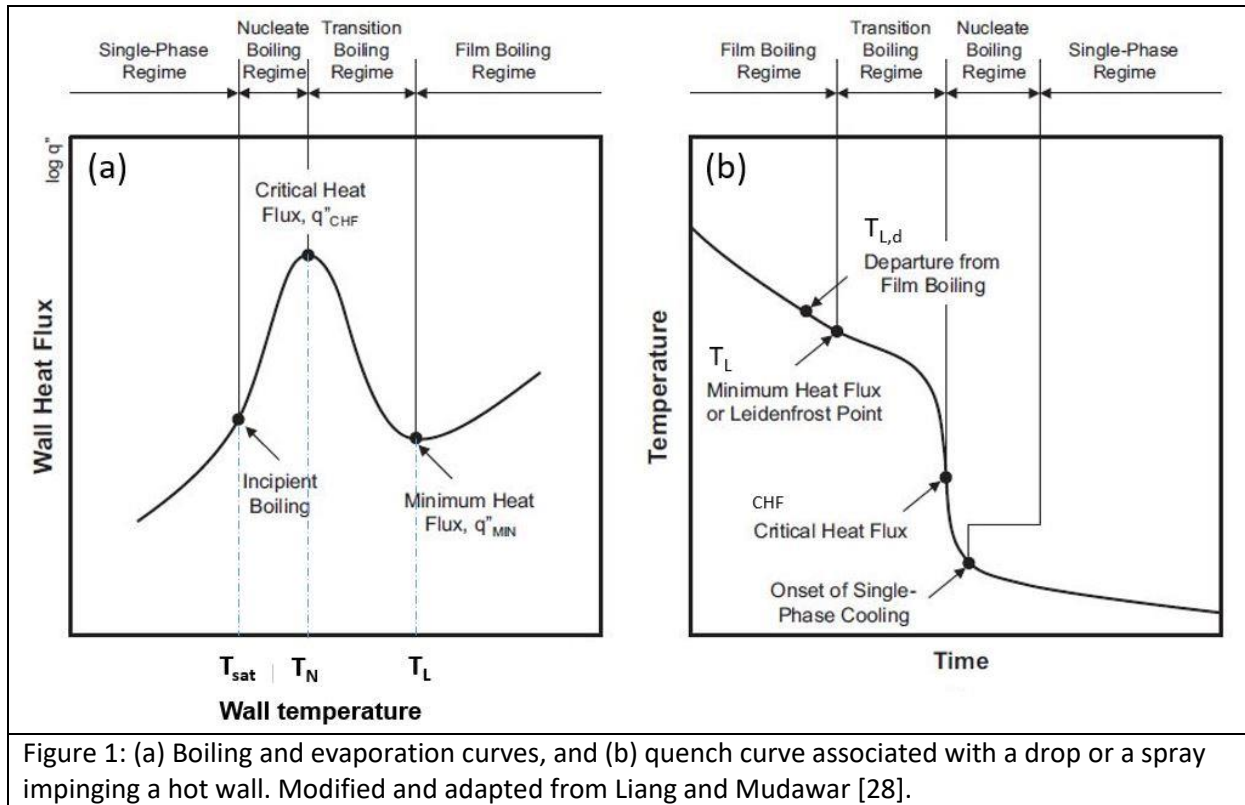 Single-Phase
Regime
Nucleate
Boiling
Regime
Transition
Boiling
Regime
Film Boiling
Regime
(a)
log q"
Wall Heat Flux
Critical Heat
Flux, q"CHF
Incipient
Boiling
Minimum Heat
Flux, q"MIN
Tsat
TN
TL
Wall temperature
Film Boiling
Regime
Transition
Boiling
Regime
Nucleate
Boiling
Regime
Single-Phase
Regime
(b)
Temperature
TL,d
Departure from
Film Boiling
TL
Minimum Heat Flux
or Leidenfrost Point
CHF
Critical Heat Flux
Onset of Single-
Phase Cooling
Time
Figure 1: (a) Boiling and evaporation curves, and (b) quench curve associated with a drop or a spray
impinging a hot wall. Modified and adapted from Liang and Mudawar [28].